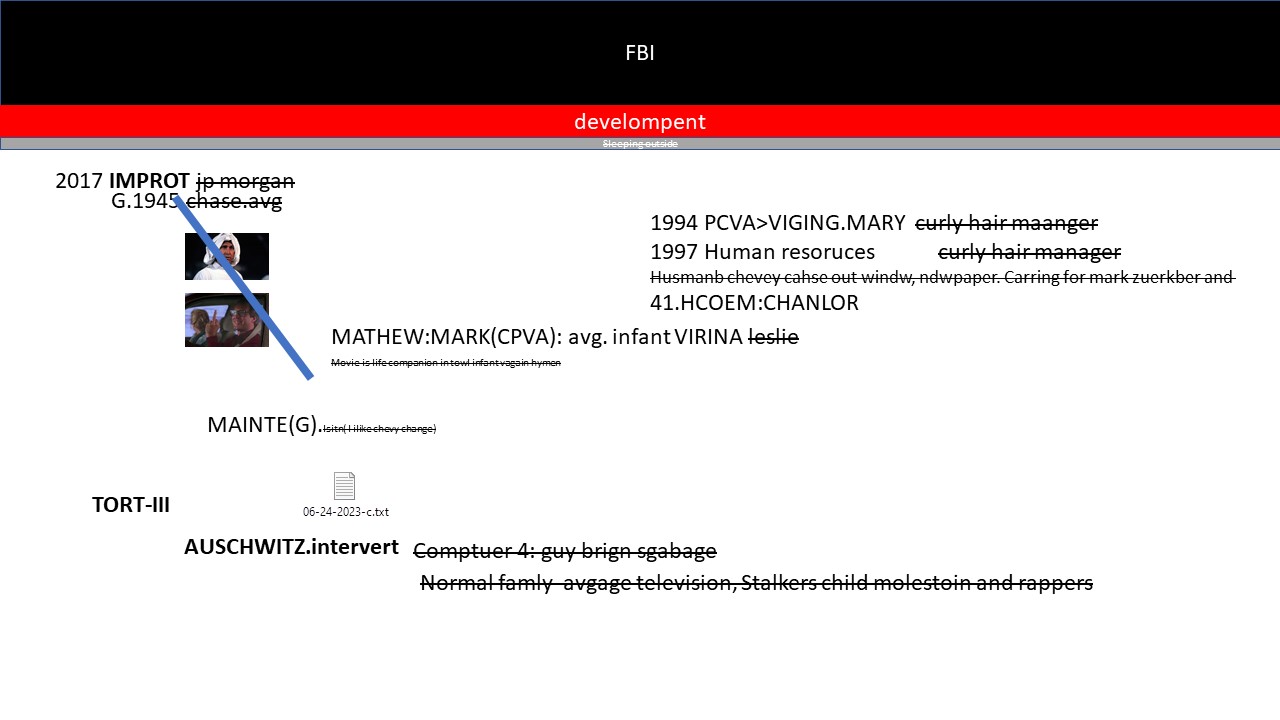 FBI
develompent
Sleeping outside
2017 IMPROT jp morgan
G.1945 chase.avg
1994 PCVA>VIGING.MARY curly hair maanger
1997 Human resoruces curly hair manager
Husmanb chevey cahse out windw, ndwpaper. Carring for mark zuerkber and
41.HCOEM:CHANLOR
MATHEW:MARK(CPVA): avg. infant VIRINA leslie
Movie is life companion in towl infant vagain hymen
MAINTE(G).Isitn( I ilike chevy change)
06-24-2023-c.txt
TORT-III
AUSCHWITZ.intervert Comptuer 4: guy brign sgabage
Normal famly avgage television, Stalkers child molestoin and rappers